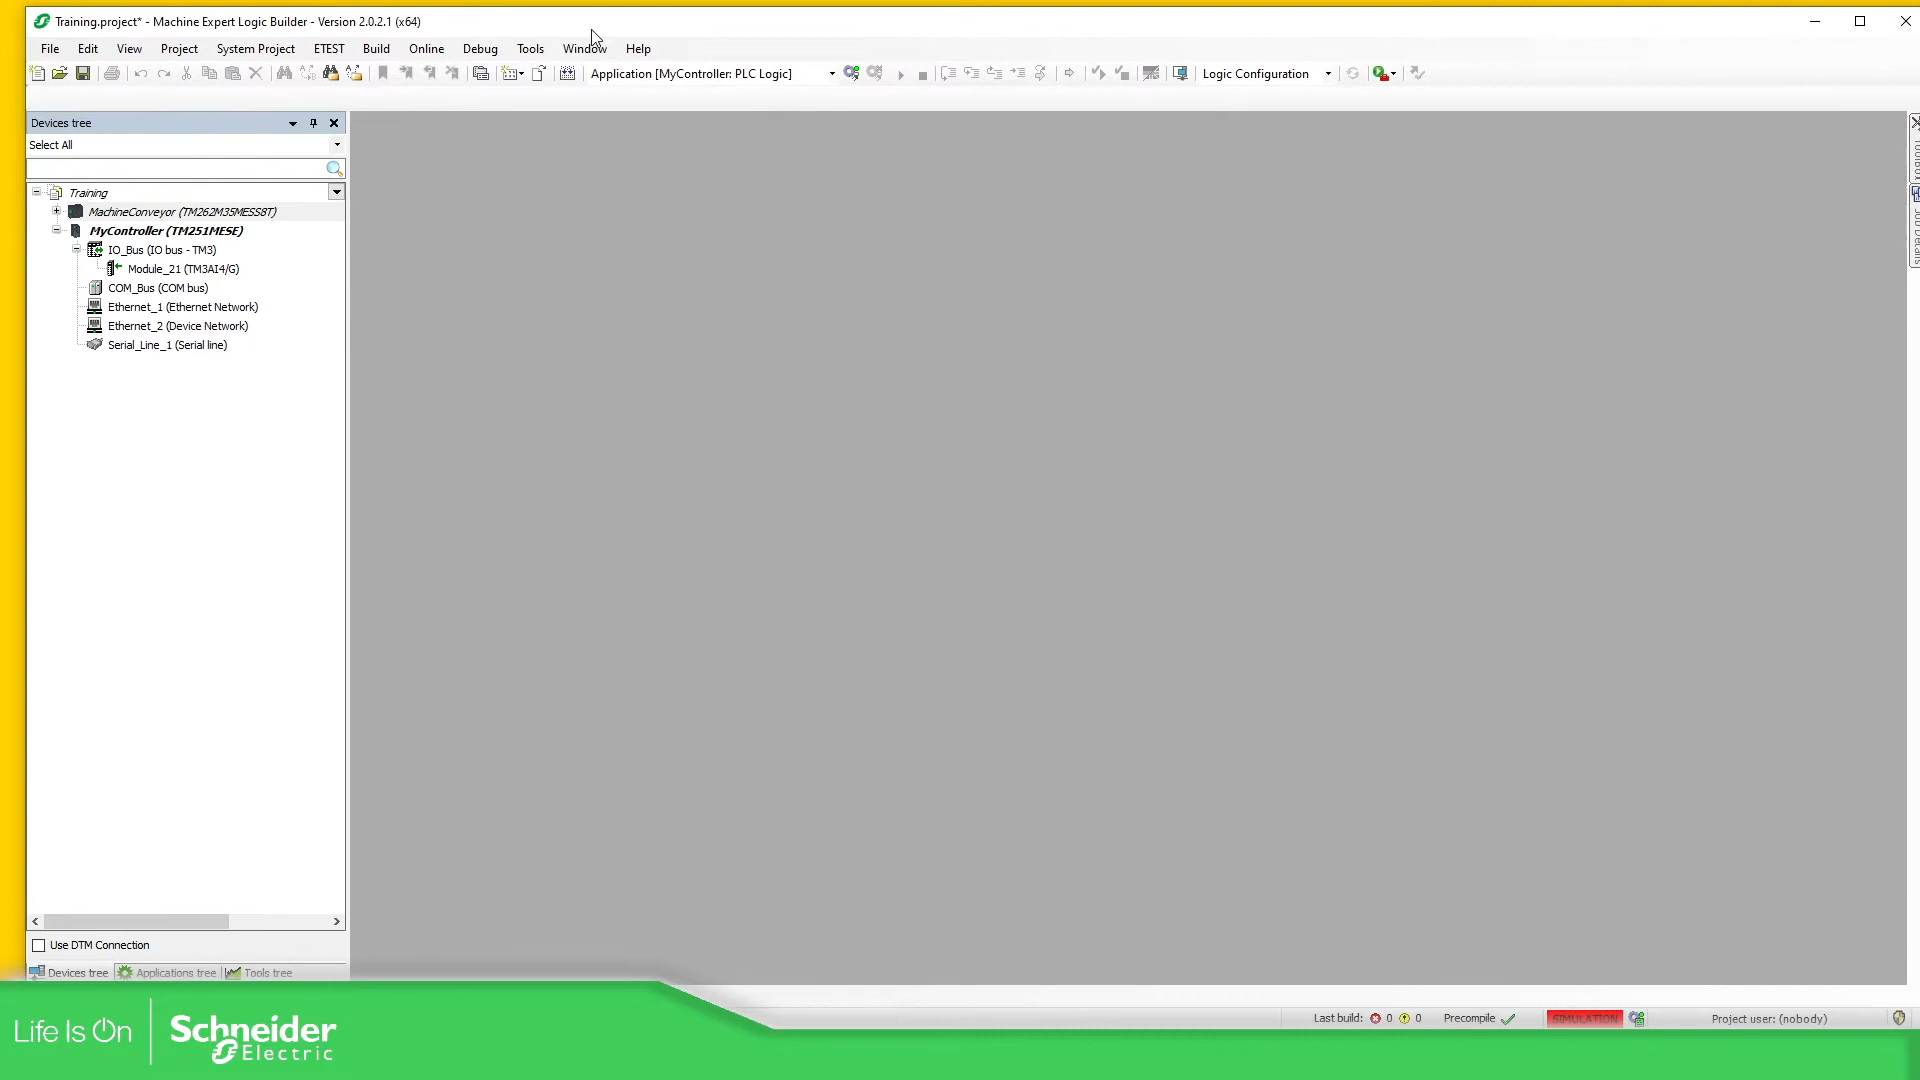 Training.project* - Machine Expert Logic Builder - Version 2.0.2.1 (x64)
File Edit View Project System Project ETEST Build Online Debug Tools Window Help
Application [MyController: PLC Logic] Logic Configuration
Devices tree
Select All
Training
MachineConveyor (TM262M35MESS8T)
MyController (TM251MESE)
IO_Bus (IO bus - TM3)
Module_21 (TM3AI4/G)
COM_Bus (COM bus)
Ethernet_1 (Ethernet Network)
Ethernet_2 (Device Network)
Serial_Line_1 (Serial line)
Use DTM Connection
Devices tree Applications tree Tools tree
Last build: 0 0 Precompile SIMULATION Project user: (nobody)
Life Is On Schneider
Electric